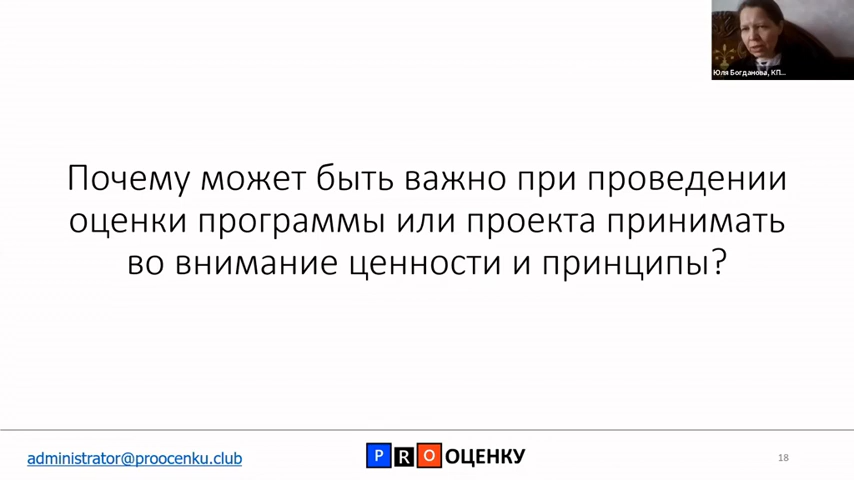 Юля Богданова, КП...
Почему может быть важно при проведении
оценки программы или проекта принимать
во внимание ценности и принципы?
administrator@proocenku.club
PRO ОЦЕНКУ
18